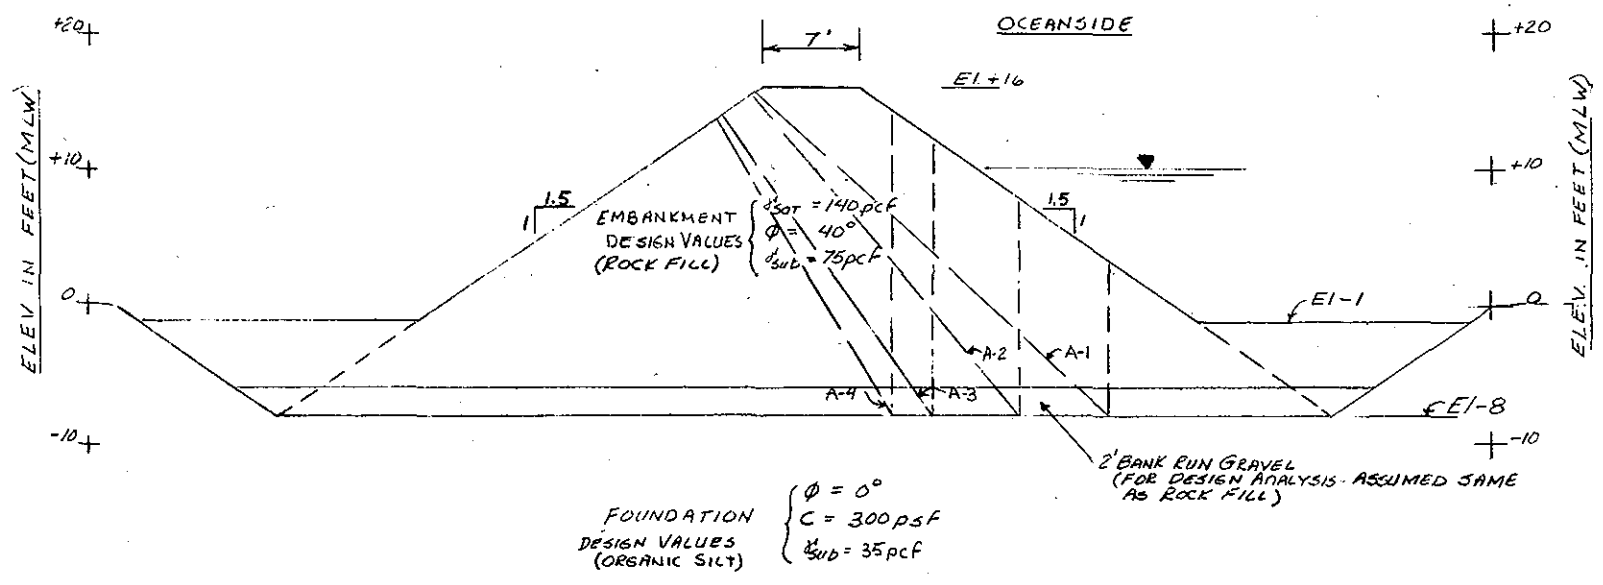 OCEANSIDE
+20
7'
+20
El. +16
ELEV IN FEET (MLW)
ELEV. IN FEET (MLW)
+10
+10
1.5
1
1.5
1
EMBANKMENT
DESIGN VALUES
(ROCK FILL)
γSAT = 140 pcf
φ = 40°
γSUB = 75 pcf
0
El-1
0
A-2
A-1
A-4
A-3
El-8
-10
-10
2' BANK RUN GRAVEL
(FOR DESIGN ANALYSIS - ASSUMED SAME
AS ROCK FILL)
FOUNDATION
DESIGN VALUES
(ORGANIC SILT)
φ = 0°
C = 300 psf
γSUB = 35 pcf